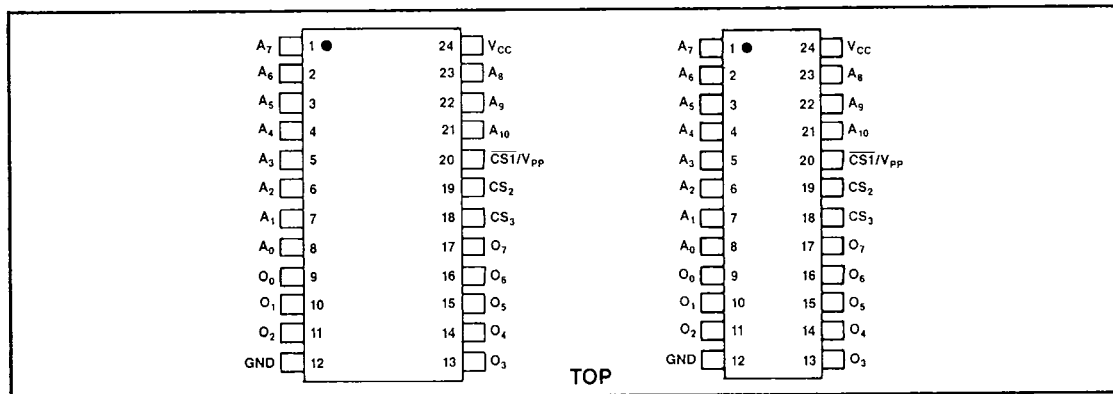 A7 1 24 VCC
A6 2 23 A8
A5 3 22 A9
A4 4 21 A10
A3 5 20 CS1/VPP
A2 6 19 CS2
A1 7 18 CS3
A0 8 17 O7
O0 9 16 O6
O1 10 15 O5
O2 11 14 O4
GND 12 13 O3
A7 1 24 VCC
A6 2 23 A8
A5 3 22 A9
A4 4 21 A10
A3 5 20 CS1/VPP
A2 6 19 CS2
A1 7 18 CS3
A0 8 17 O7
O0 9 16 O6
O1 10 15 O5
O2 11 14 O4
GND 12 13 O3
TOP